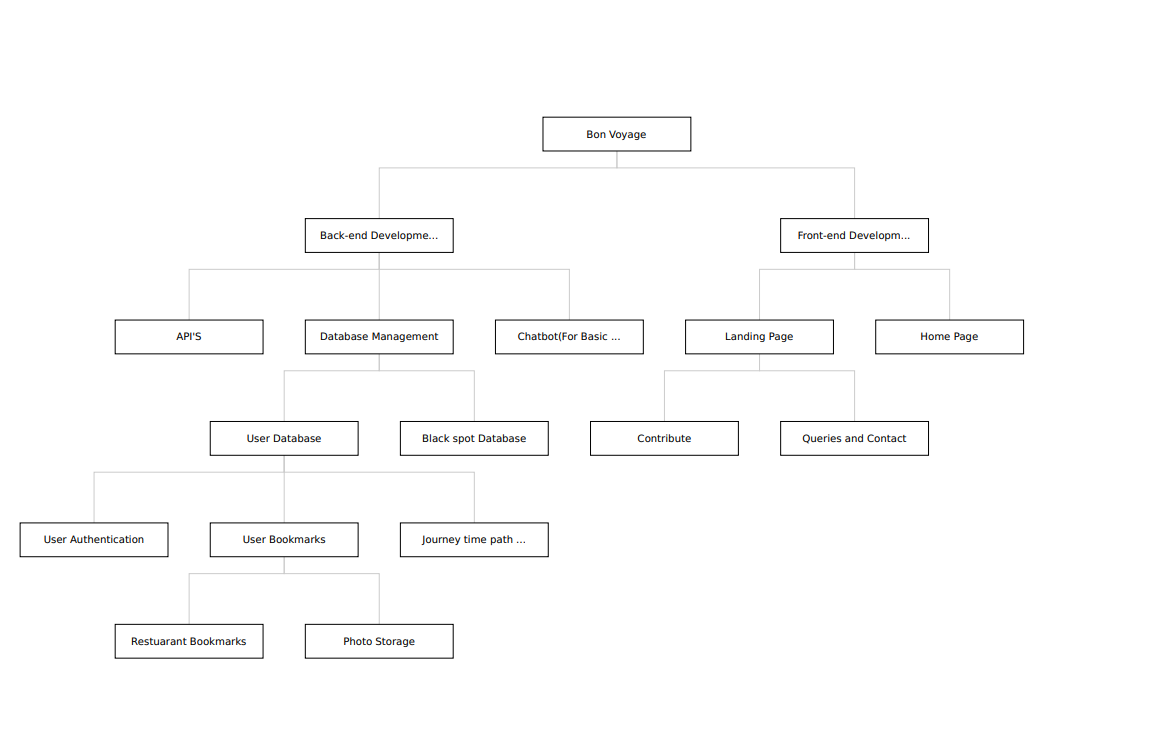 Bon Voyage
Back-end Developme...
Front-end Developm...
API'S
Database Management
Chatbot(For Basic ...
Landing Page
Home Page
User Database
Black spot Database
Contribute
Queries and Contact
User Authentication
User Bookmarks
Journey time path ...
Restuarant Bookmarks
Photo Storage